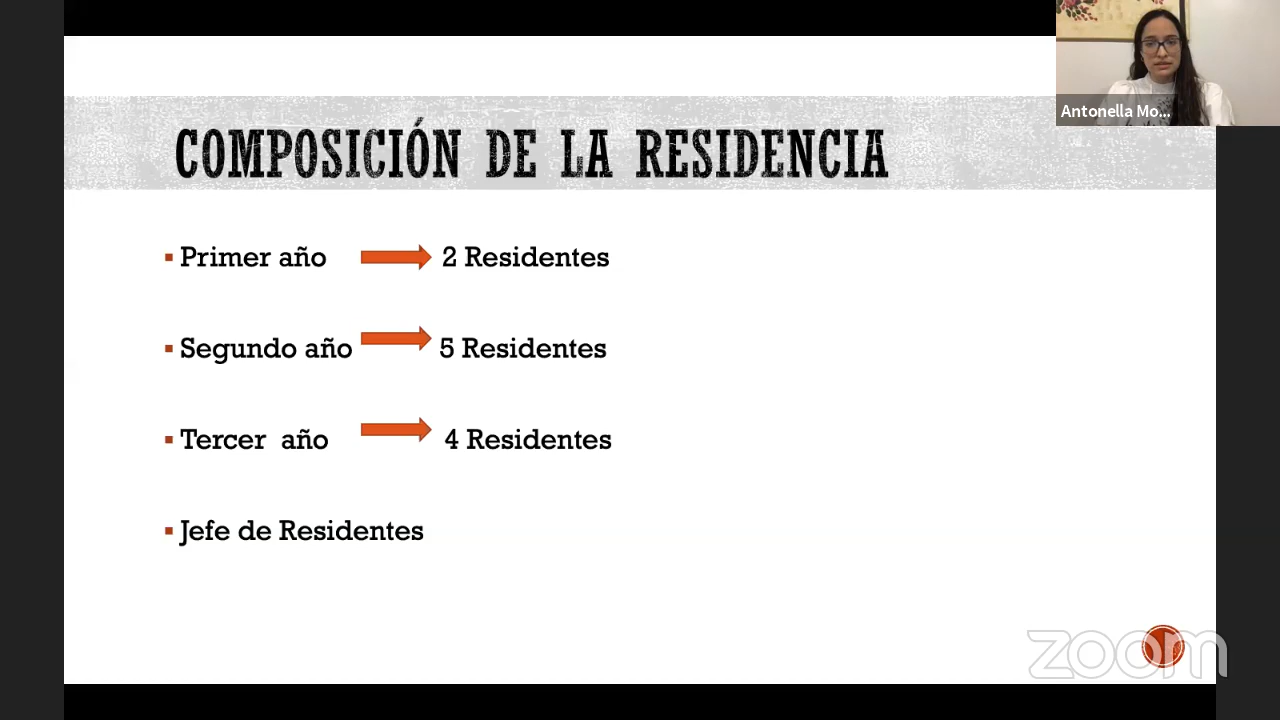 Antonella Mo...
COMPOSICIÓN DE LA RESIDENCIA
▪ Primer año 2 Residentes
▪ Segundo año 5 Residentes
▪ Tercer año 4 Residentes
▪ Jefe de Residentes
zoom